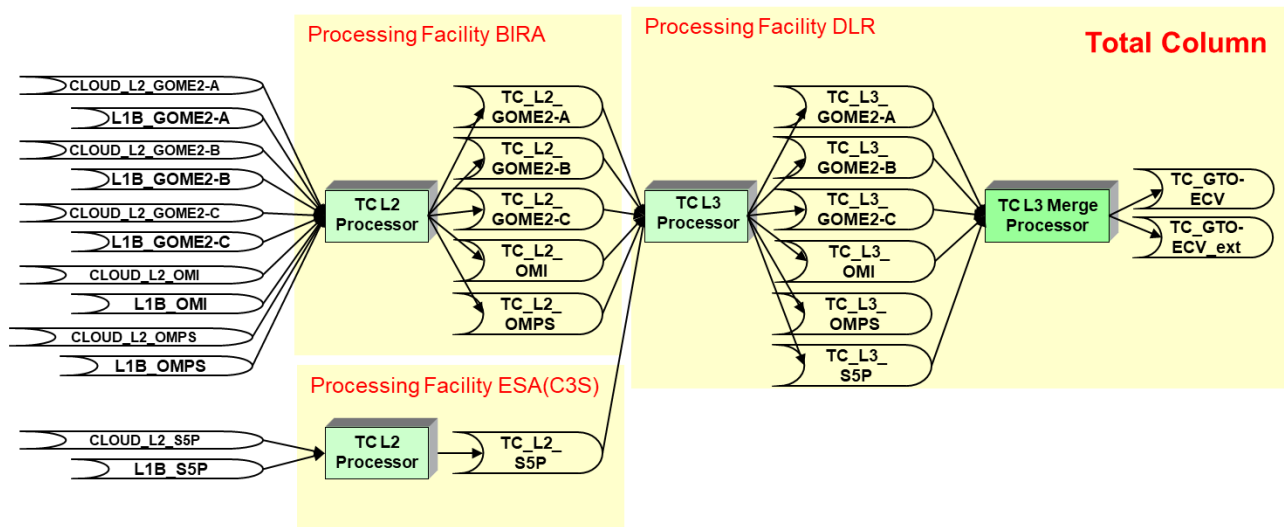 Processing Facility BIRA
Processing Facility DLR
Total Column
CLOUD_L2_GOME2-A
L1B_GOME2-A
CLOUD_L2_GOME2-B
L1B_GOME2-B
CLOUD_L2_GOME2-C
L1B_GOME2-C
CLOUD_L2_OMI
L1B_OMI
CLOUD_L2_OMPS
L1B_OMPS
TC L2
Processor
TC_L2_
GOME2-A
TC_L2_
GOME2-B
TC_L2_
GOME2-C
TC_L2_
OMI
TC_L2_
OMPS
TC L3
Processor
TC_L3_
GOME2-A
TC_L3_
GOME2-B
TC_L3_
GOME2-C
TC_L3_
OMI
TC_L3_
OMPS
TC_L3_
S5P
TC L3 Merge
Processor
TC_GTO-
ECV
TC_GTO-
ECV_ext
Processing Facility ESA(C3S)
CLOUD_L2_S5P
L1B_S5P
TC L2
Processor
TC_L2_
S5P